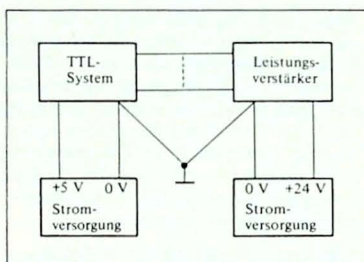 TTL-
System
Leistungs-
verstärker
+5 V 0 V
Strom-
versorgung
0 V +24 V
Strom-
versorgung